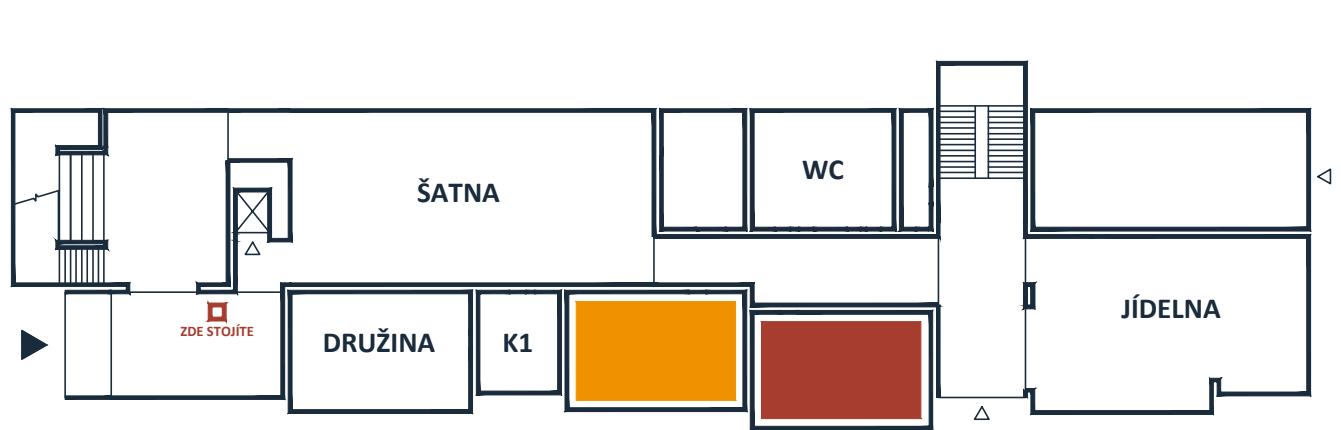 WC
ŠATNA
JÍDELNA
ZDE STOJÍTE
DRUŽINA
K1